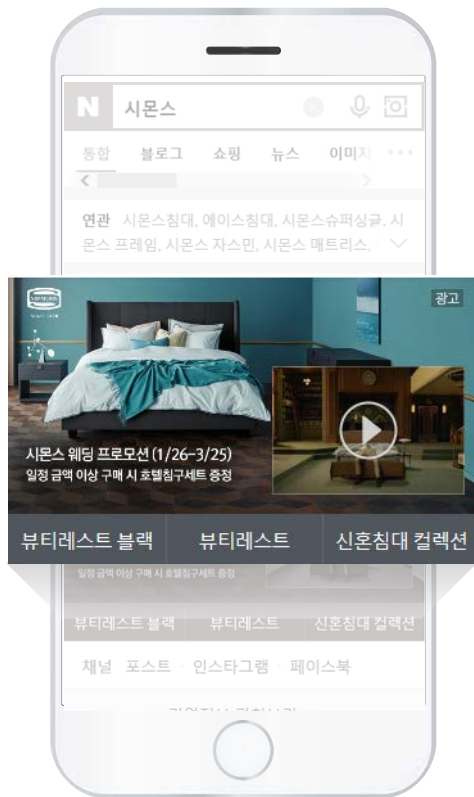 N 시몬스
통합 블로그 쇼핑 뉴스 이미지
연관 시몬스침대, 에이스침대, 시몬스슈퍼싱글, 시
몬스 프레임, 시몬스 자스민, 시몬스 매트리스,
SIMMONS
광고
시몬스 웨딩 프로모션 (1/26-3/25)
일정 금액 이상 구매 시 호텔침구세트 증정
뷰티레스트 블랙 뷰티레스트 신혼침대 컬렉션
일정 금액 이상 구매 시 호텔침구세트 증정
뷰티레스트 블랙 뷰티레스트 신혼침대 컬렉션
채널 포스트 · 인스타그램 · 페이스북